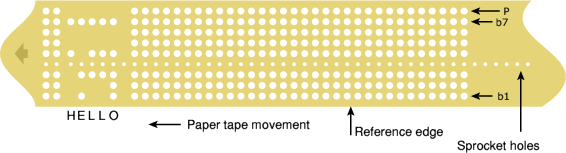 P
b7
b1
HELLO
Paper tape movement
Reference edge
Sprocket holes